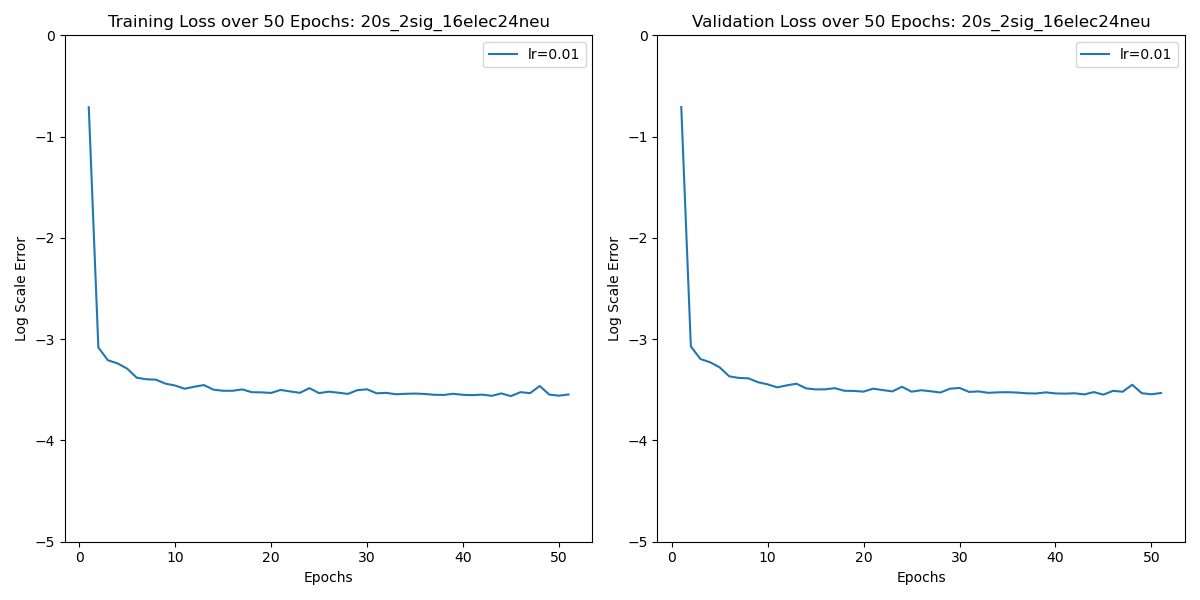 Training Loss over 50 Epochs: 20s_2sig_16elec24neu
0
−1
−2
−3
−4
−5
Log Scale Error
0 10 20 30 40 50
Epochs
lr=0.01
Validation Loss over 50 Epochs: 20s_2sig_16elec24neu
0
−1
−2
−3
−4
−5
Log Scale Error
0 10 20 30 40 50
Epochs
lr=0.01